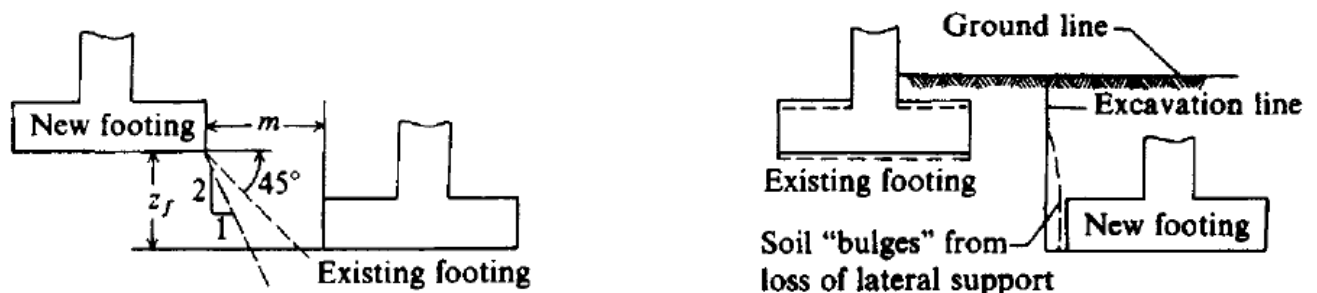 New footing
m
45°
2
1
z_f
Existing footing
Ground line
Excavation line
Existing footing
New footing
Soil “bulges” from
loss of lateral support